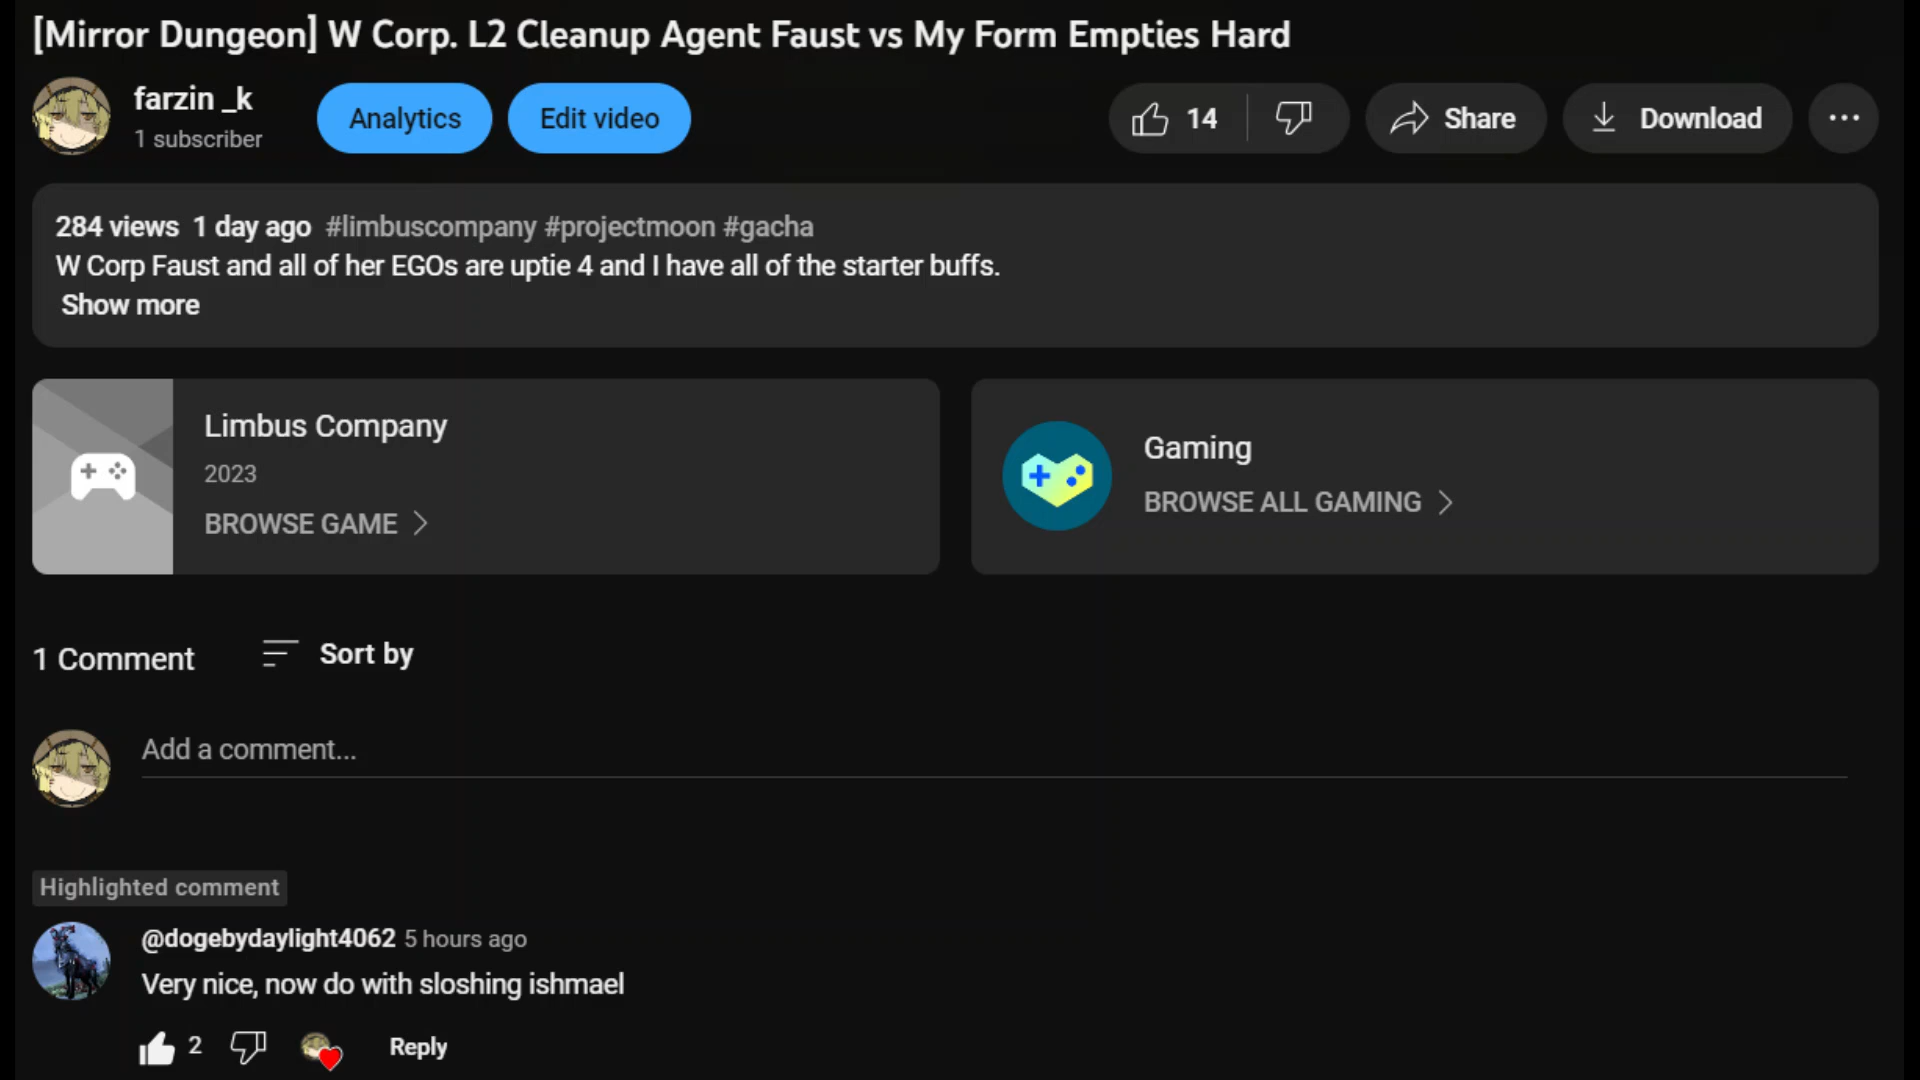 [Mirror Dungeon] W Corp. L2 Cleanup Agent Faust vs My Form Empties Hard
farzin _k
1 subscriber
Analytics
Edit video
14
Share
Download
284 views 1 day ago #limbuscompany #projectmoon #gacha
W Corp Faust and all of her EGOs are uptie 4 and I have all of the starter buffs.
Show more
Limbus Company
2023
BROWSE GAME
Gaming
BROWSE ALL GAMING
1 Comment
Sort by
Add a comment...
Highlighted comment
@dogebydaylight4062 5 hours ago
Very nice, now do with sloshing ishmael
2
Reply